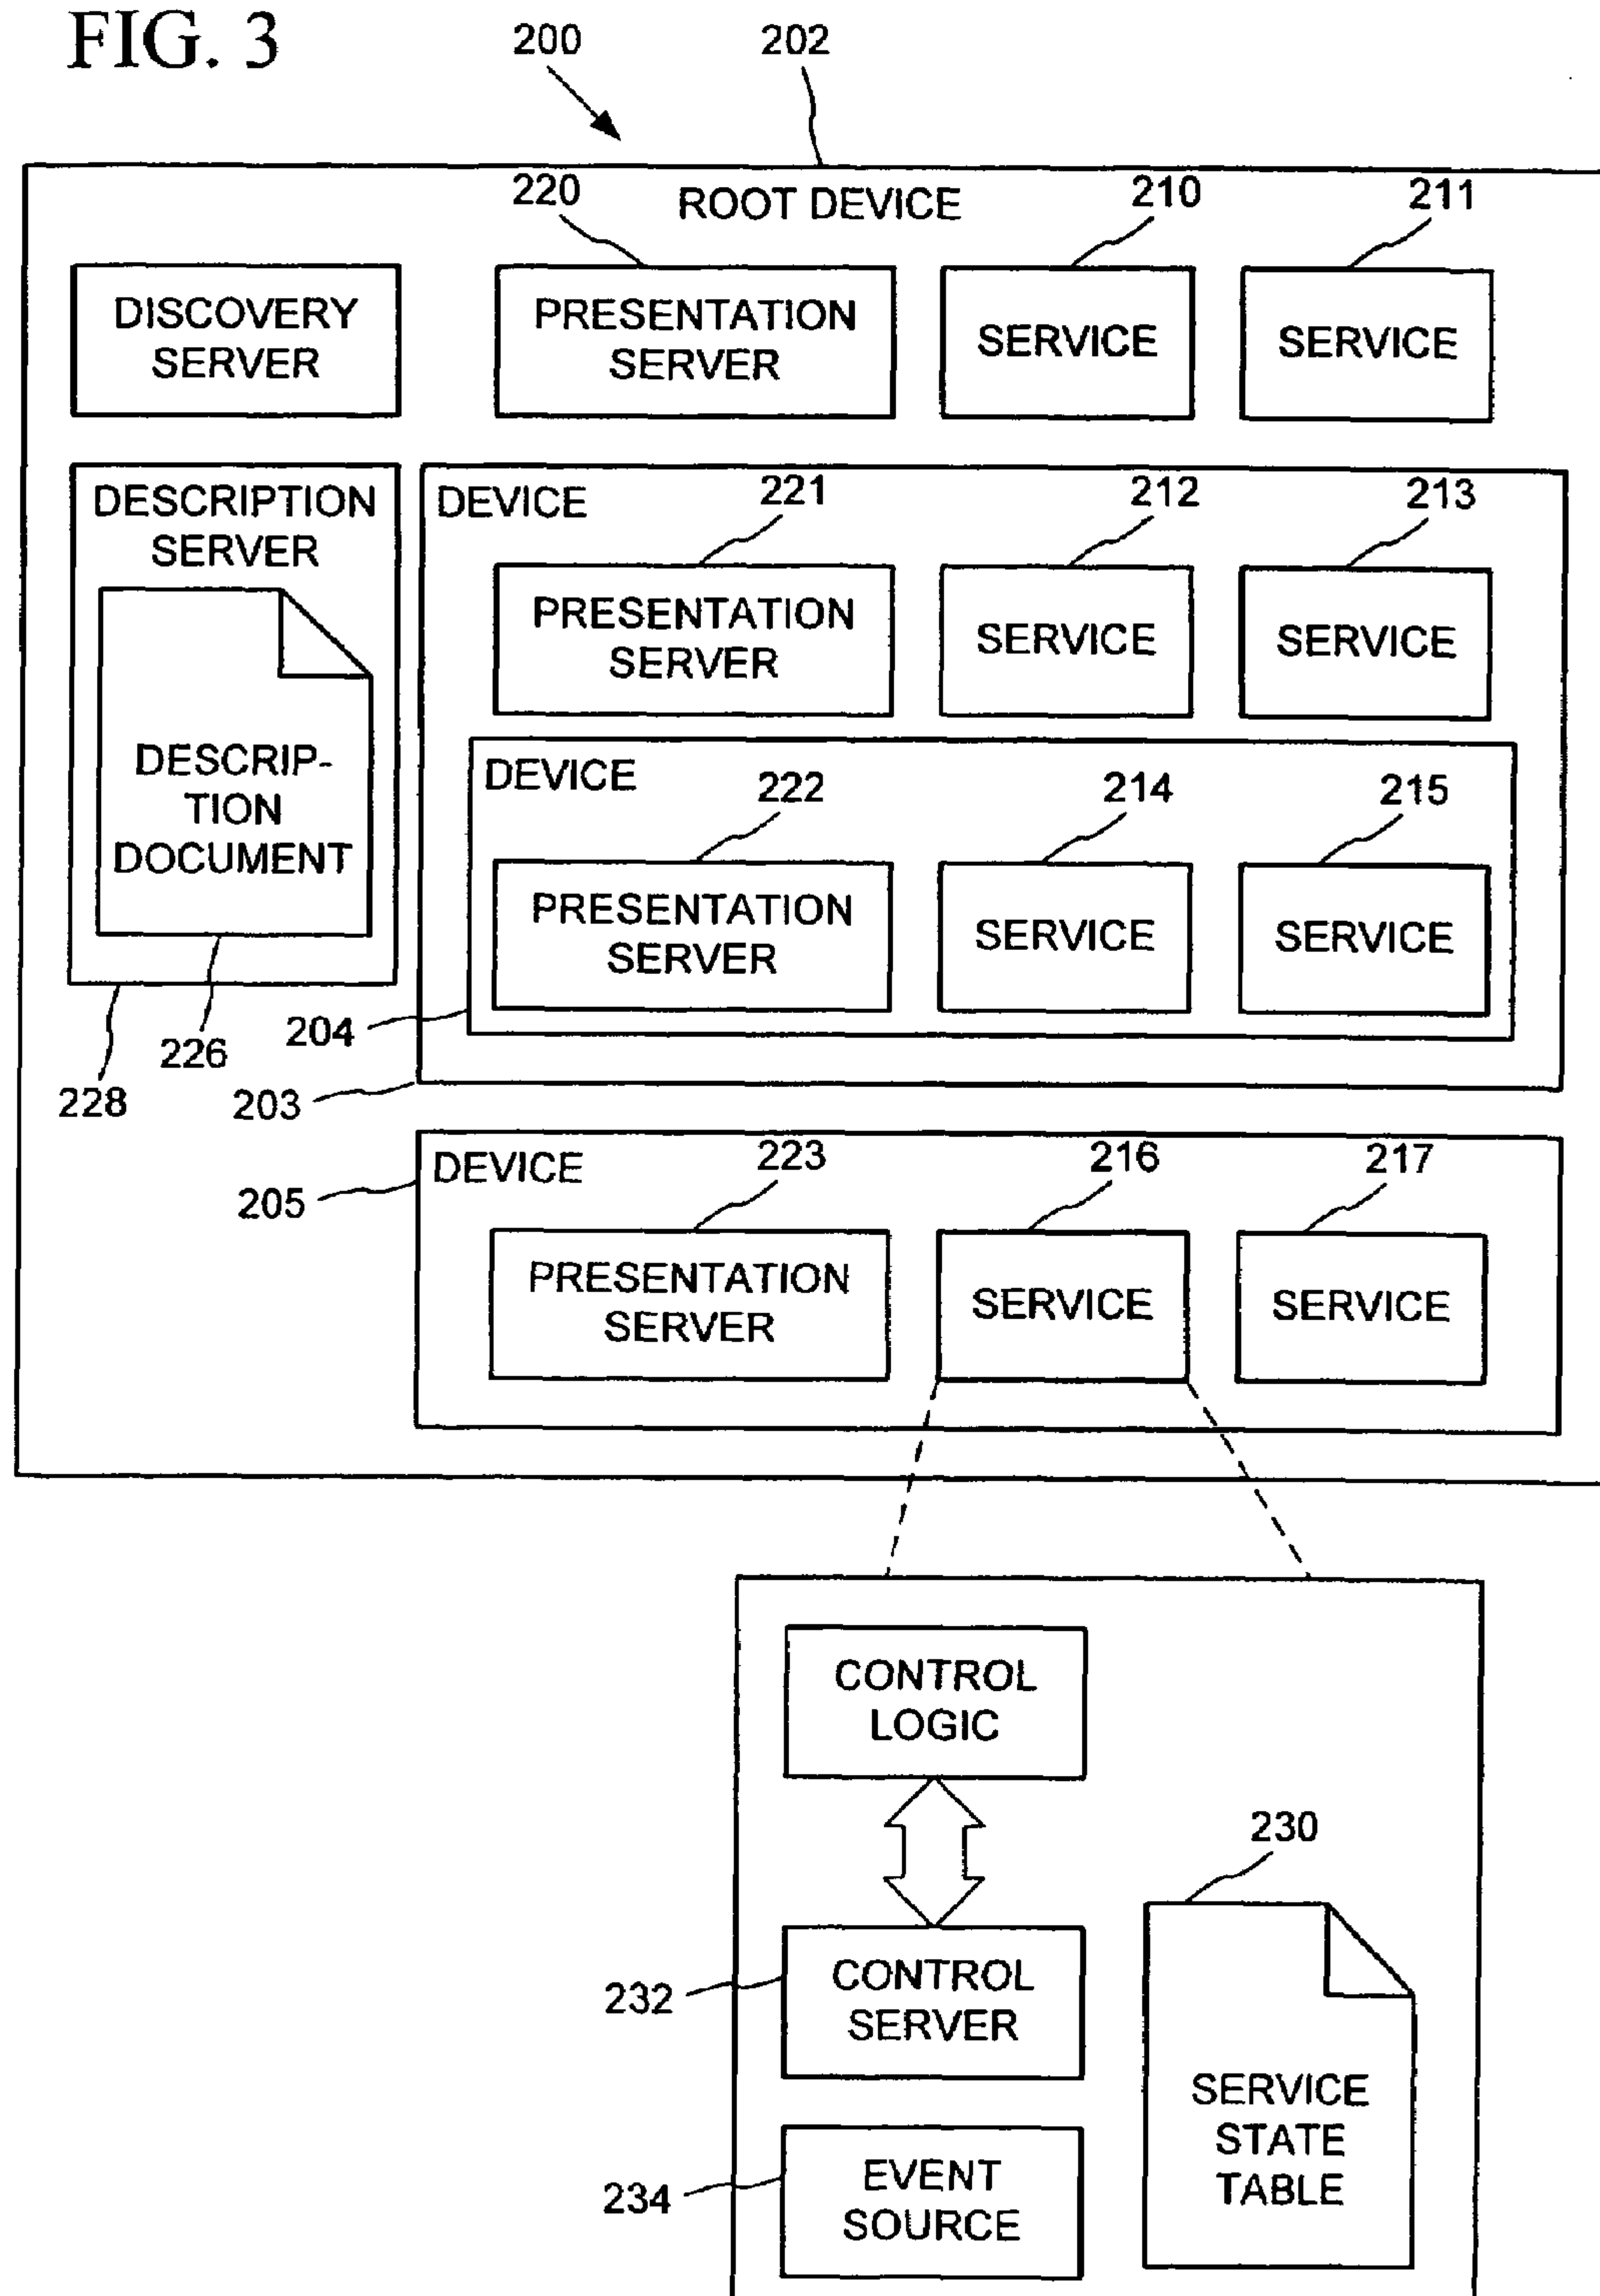 FIG. 3
200
202
ROOT DEVICE
220
210
211
DISCOVERY
SERVER
PRESENTATION
SERVER
SERVICE
SERVICE
DESCRIPTION
SERVER
DESCRIP-
TION
DOCUMENT
226
228
DEVICE
221
212
213
PRESENTATION
SERVER
SERVICE
SERVICE
DEVICE
222
214
215
PRESENTATION
SERVER
SERVICE
SERVICE
204
203
DEVICE
223
216
217
205
PRESENTATION
SERVER
SERVICE
SERVICE
CONTROL
LOGIC
230
232
CONTROL
SERVER
SERVICE
STATE
TABLE
234
EVENT
SOURCE